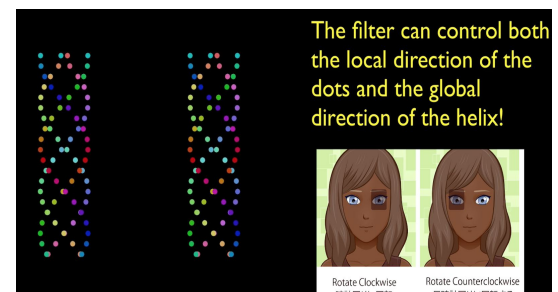 The filter can control both
the local direction of the
dots and the global
direction of the helix!
Rotate Clockwise
Rotate Counterclockwise